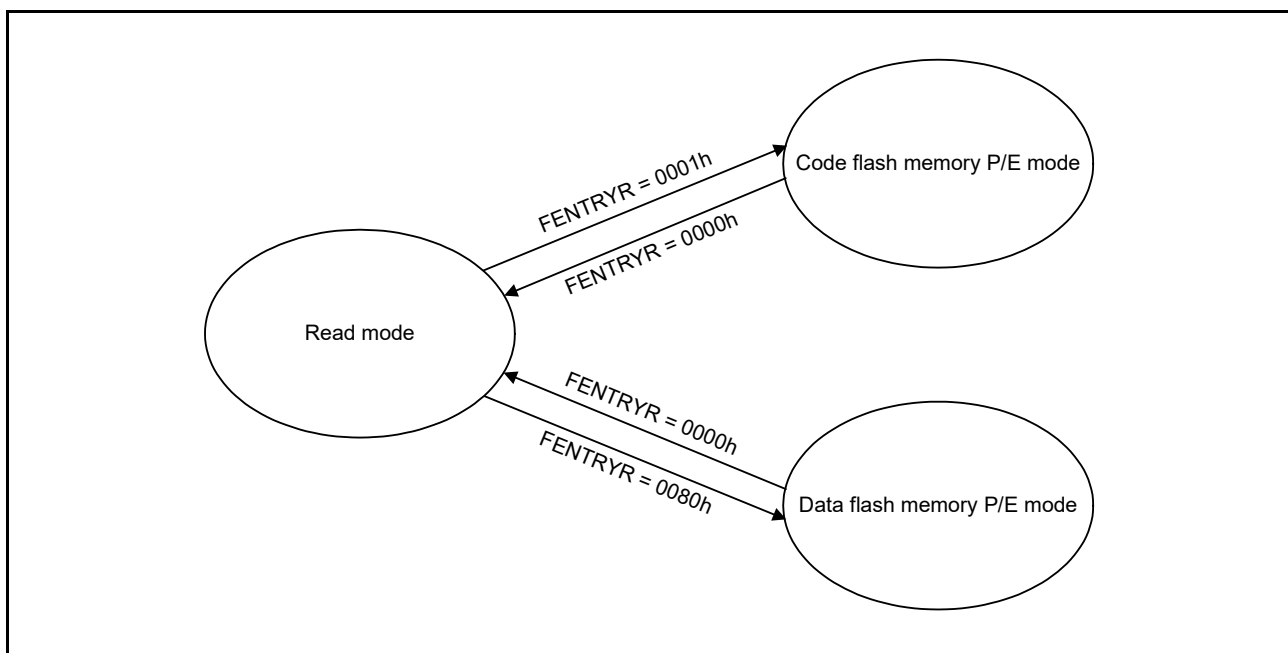 Code flash memory P/E mode
FENTRYR = 0001h
FENTRYR = 0000h
Read mode
FENTRYR = 0000h
FENTRYR = 0080h
Data flash memory P/E mode